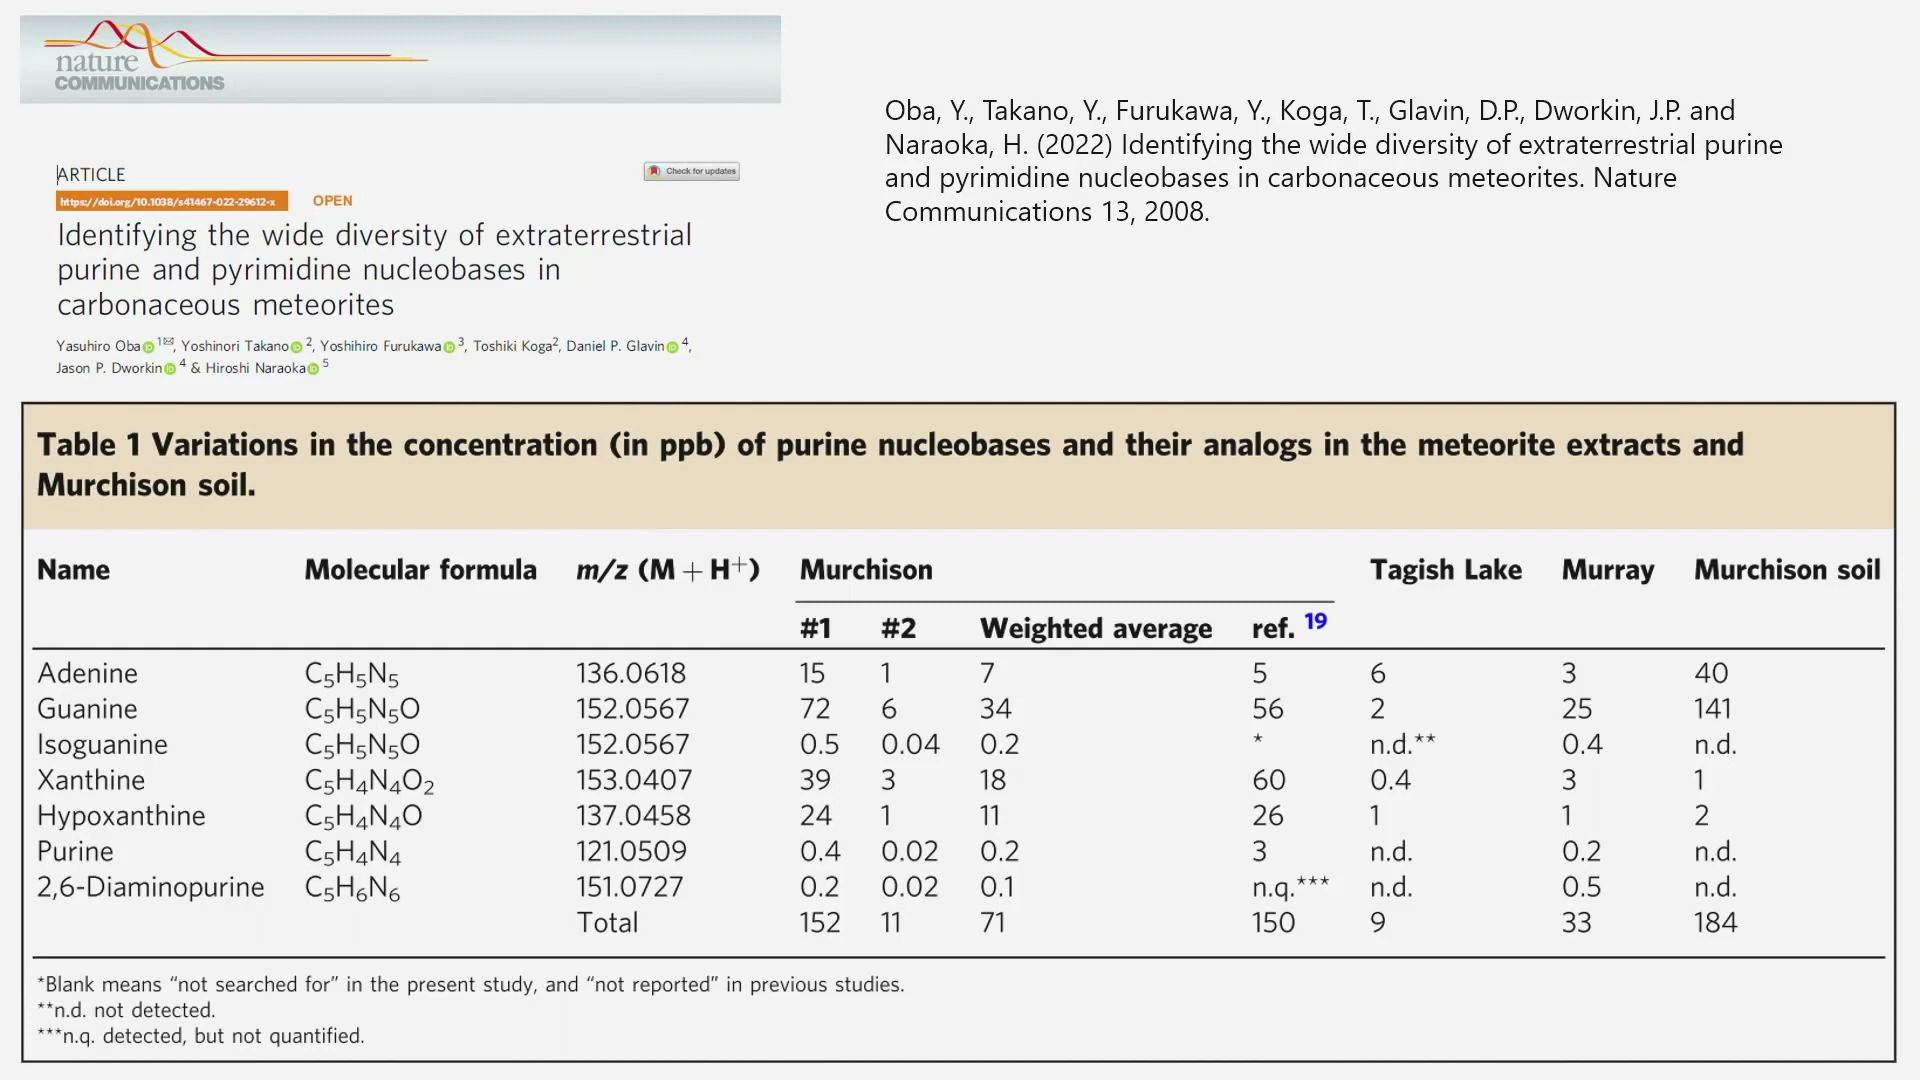 nature
COMMUNICATIONS
ARTICLE
Check for updates
https://doi.org/10.1038/s41467-022-29612-x OPEN
Identifying the wide diversity of extraterrestrial
purine and pyrimidine nucleobases in
carbonaceous meteorites
Yasuhiro Oba 1✉, Yoshinori Takano 2, Yoshihiro Furukawa 3, Toshiki Koga2, Daniel P. Glavin 4,
Jason P. Dworkin 4 & Hiroshi Naraoka 5
Oba, Y., Takano, Y., Furukawa, Y., Koga, T., Glavin, D.P., Dworkin, J.P. and
Naraoka, H. (2022) Identifying the wide diversity of extraterrestrial purine
and pyrimidine nucleobases in carbonaceous meteorites. Nature
Communications 13, 2008.
Table 1 Variations in the concentration (in ppb) of purine nucleobases and their analogs in the meteorite extracts and
Murchison soil.
Name Molecular formula m/z (M + H⁺) Murchison Tagish Lake Murray Murchison soil
#1 #2 Weighted average ref. 19
Adenine C₅H₅N₅ 136.0618 15 1 7 5 6 3 40
Guanine C₅H₅N₅O 152.0567 72 6 34 56 2 25 141
Isoguanine C₅H₅N₅O 152.0567 0.5 0.04 0.2 * n.d.** 0.4 n.d.
Xanthine C₅H₄N₄O₂ 153.0407 39 3 18 60 0.4 3 1
Hypoxanthine C₅H₄N₄O 137.0458 24 1 11 26 1 1 2
Purine C₅H₄N₄ 121.0509 0.4 0.02 0.2 3 n.d. 0.2 n.d.
2,6-Diaminopurine C₅H₆N₆ 151.0727 0.2 0.02 0.1 n.q.*** n.d. 0.5 n.d.
Total 152 11 71 150 9 33 184
*Blank means “not searched for” in the present study, and “not reported” in previous studies.
**n.d. not detected.
***n.q. detected, but not quantified.